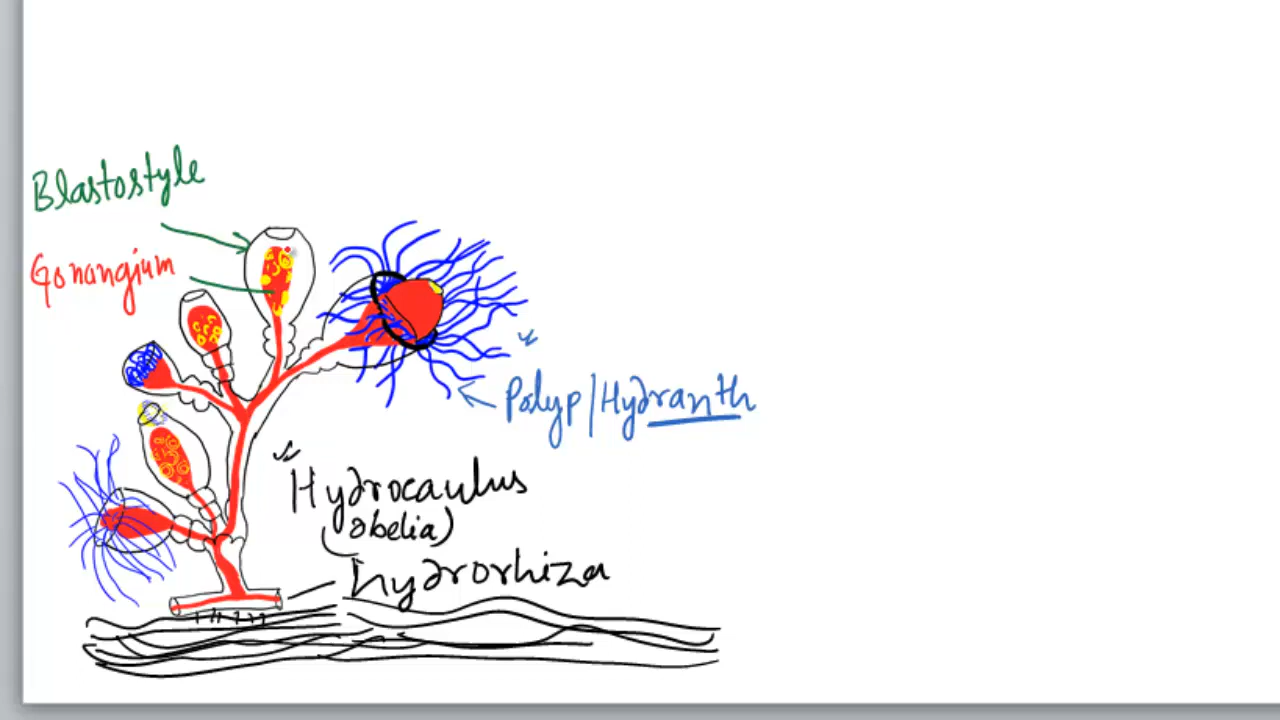 Blastostyle
Gonangium
Polyp/Hydranth
Hydrocaulus
(obelia)
hydrorhiza